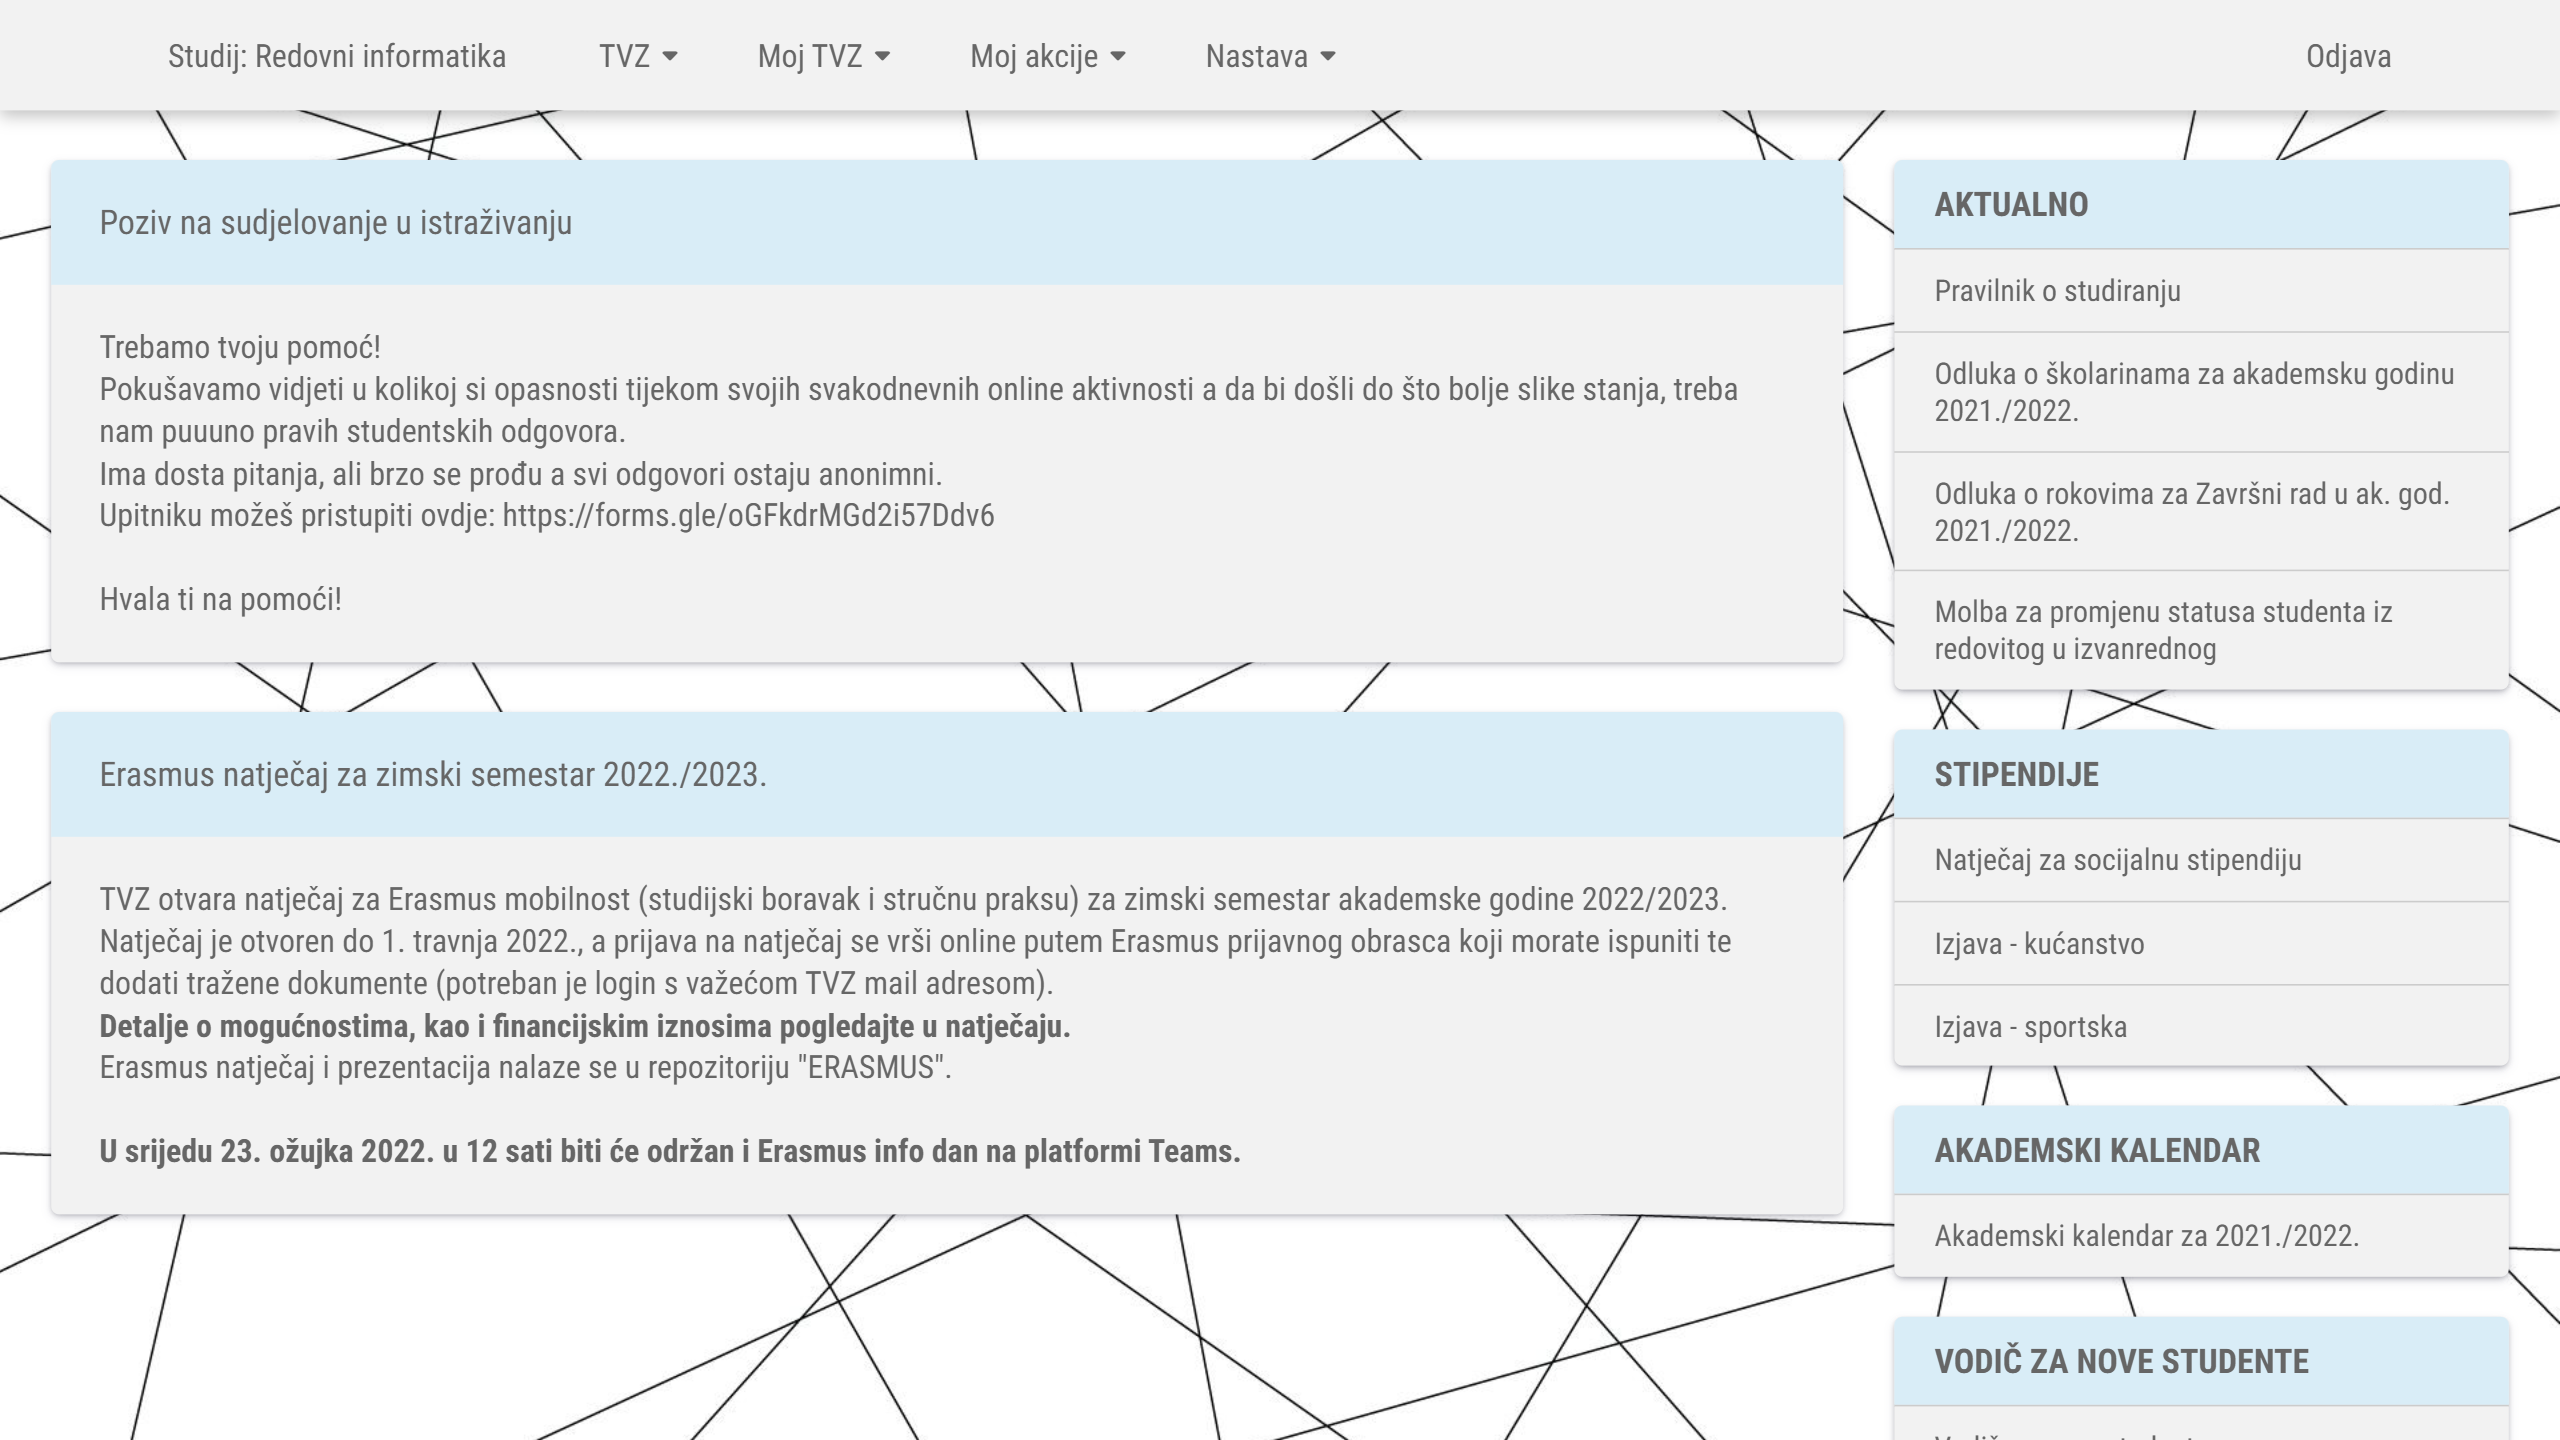 Studij: Redovni informatika
TVZ
Moj TVZ
Moj akcije
Nastava
Odjava
Poziv na sudjelovanje u istraživanju
Trebamo tvoju pomoć!
Pokušavamo vidjeti u kolikoj si opasnosti tijekom svojih svakodnevnih online aktivnosti a da bi došli do što bolje slike stanja, treba
nam puuuno pravih studentskih odgovora.
Ima dosta pitanja, ali brzo se prođu a svi odgovori ostaju anonimni.
Upitniku možeš pristupiti ovdje: https://forms.gle/oGFkdrMGd2i57Ddv6
Hvala ti na pomoći!
Erasmus natječaj za zimski semestar 2022./2023.
TVZ otvara natječaj za Erasmus mobilnost (studijski boravak i stručnu praksu) za zimski semestar akademske godine 2022/2023.
Natječaj je otvoren do 1. travnja 2022., a prijava na natječaj se vrši online putem Erasmus prijavnog obrasca koji morate ispuniti te
dodati tražene dokumente (potreban je login s važećom TVZ mail adresom).
Detalje o mogućnostima, kao i financijskim iznosima pogledajte u natječaju.
Erasmus natječaj i prezentacija nalaze se u repozitoriju "ERASMUS".
U srijedu 23. ožujka 2022. u 12 sati biti će održan i Erasmus info dan na platformi Teams.
AKTUALNO
Pravilnik o studiranju
Odluka o školarinama za akademsku godinu
2021./2022.
Odluka o rokovima za Završni rad u ak. god.
2021./2022.
Molba za promjenu statusa studenta iz
redovitog u izvanrednog
STIPENDIJE
Natječaj za socijalnu stipendiju
Izjava - kućanstvo
Izjava - sportska
AKADEMSKI KALENDAR
Akademski kalendar za 2021./2022.
VODIČ ZA NOVE STUDENTE